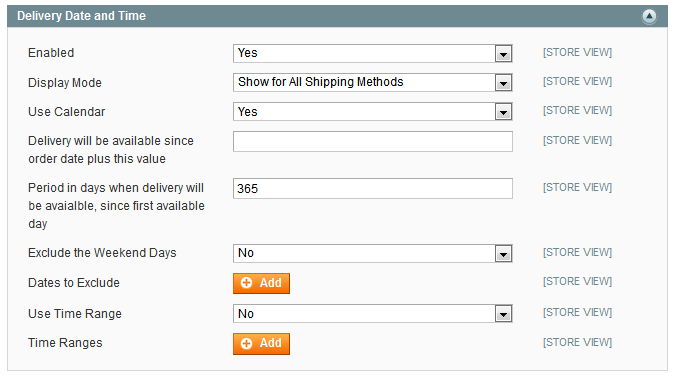 Delivery Date and Time
Enabled Yes [STORE VIEW]
Display Mode Show for All Shipping Methods [STORE VIEW]
Use Calendar Yes [STORE VIEW]
Delivery will be available since [STORE VIEW]
order date plus this value
Period in days when delivery will 365 [STORE VIEW]
be avaialble, since first available
day
Exclude the Weekend Days No [STORE VIEW]
Dates to Exclude Add [STORE VIEW]
Use Time Range No [STORE VIEW]
Time Ranges Add [STORE VIEW]